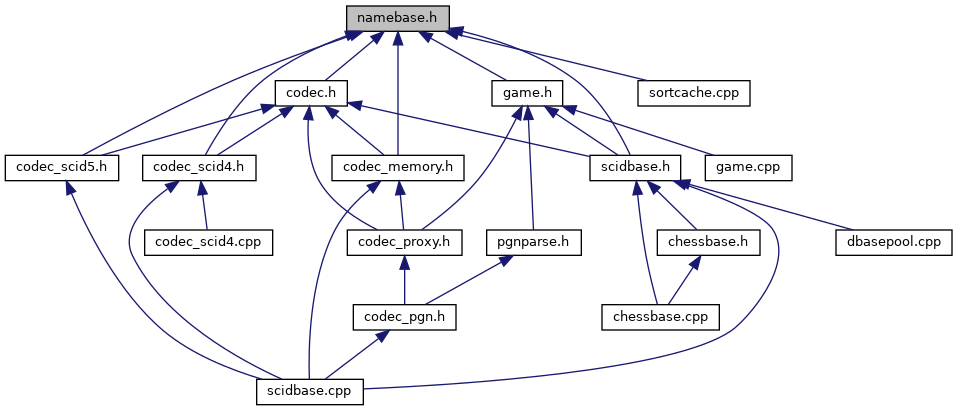 namebase.h
codec.h
game.h
sortcache.cpp
codec_scid5.h
codec_scid4.h
codec_memory.h
scidbase.h
game.cpp
codec_scid4.cpp
codec_proxy.h
pgnparse.h
chessbase.h
dbasepool.cpp
codec_pgn.h
chessbase.cpp
scidbase.cpp